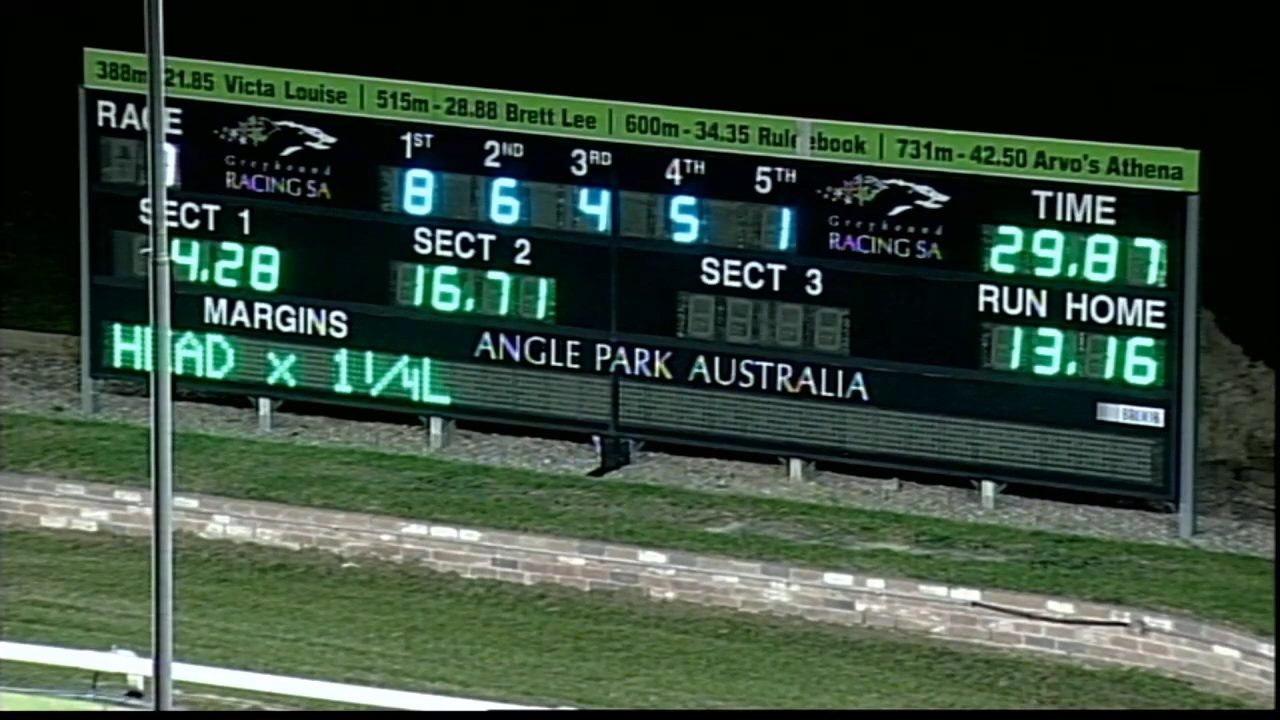 388m 21.85 Victa Louise | 515m - 28.88 Brett Lee | 600m - 34.35 Rulebook | 731m - 42.50 Arvo's Athena
RACE
Greyhound
RACING SA
1ST 2ND 3RD 4TH 5TH
8 6 4 5 1
Greyhound
RACING SA
TIME
29.87
SECT 1
4.28
SECT 2
16.71
SECT 3
RUN HOME
13.16
MARGINS
HEAD x 1 1/4L
ANGLE PARK AUSTRALIA